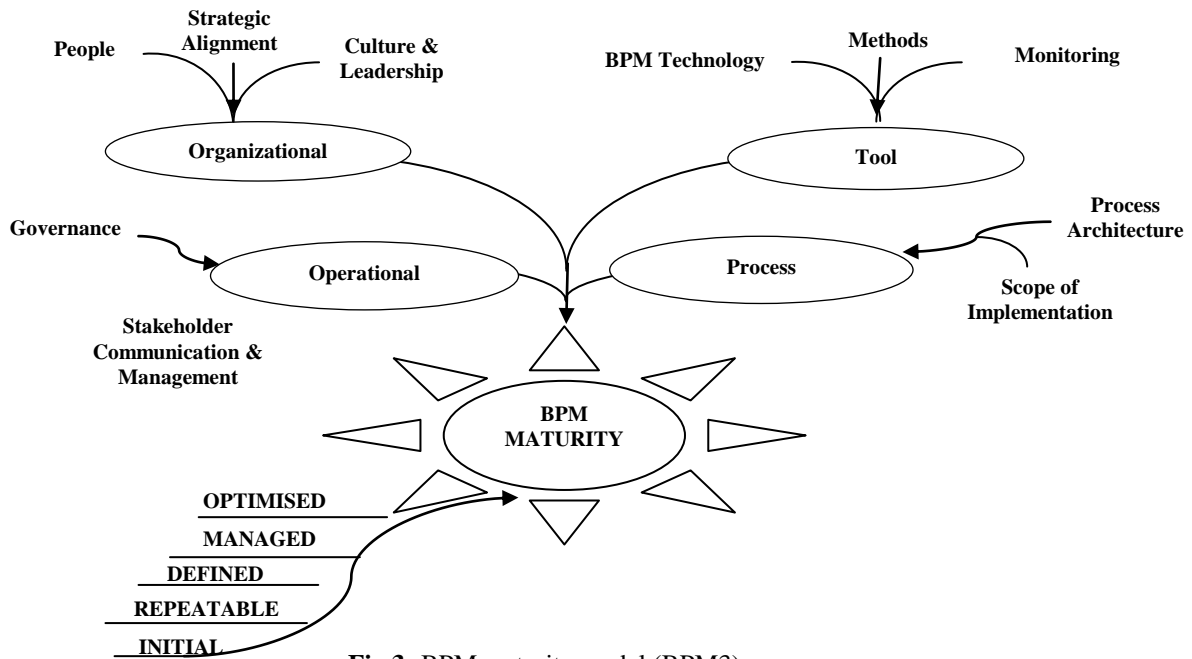 Strategic
Alignment
People
Culture &
Leadership
Organizational
BPM Technology
Methods
Monitoring
Tool
Governance
Operational
Stakeholder
Communication &
Management
Process
Process
Architecture
Scope of
Implementation
BPM
MATURITY
OPTIMISED
MANAGED
DEFINED
REPEATABLE
INITIAL